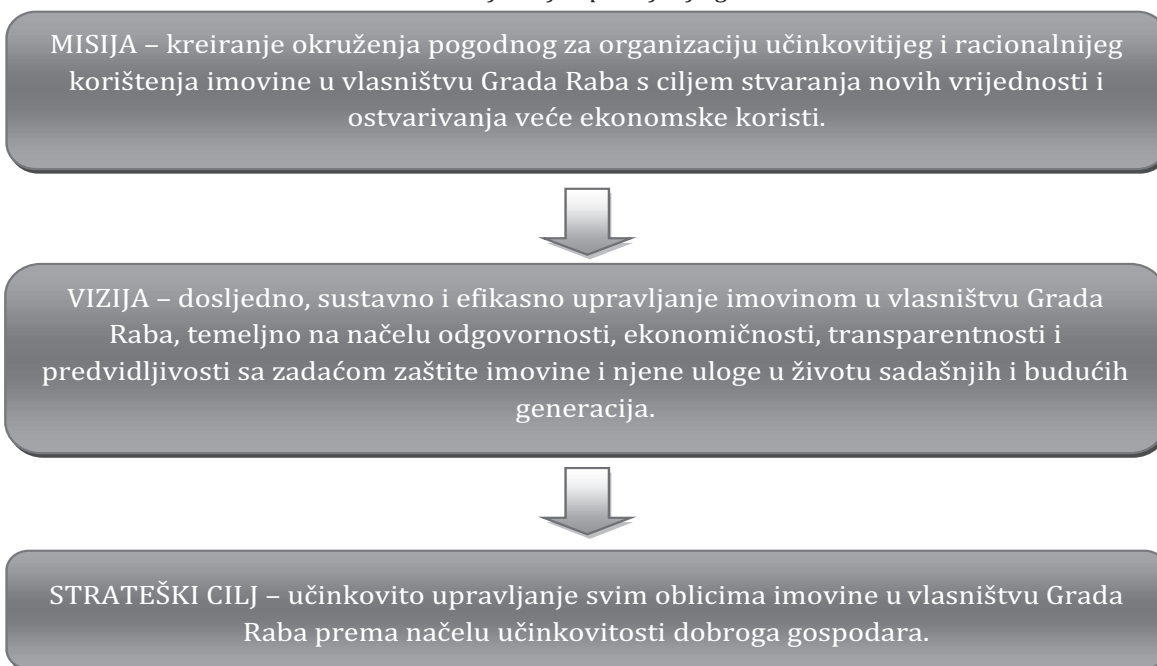 MISIJA – kreiranje okruženja pogodnog za organizaciju učinkovitijeg i racionalnijeg
korištenja imovine u vlasništvu Grada Raba s ciljem stvaranja novih vrijednosti i
ostvarivanja veće ekonomske koristi.
VIZIJA – dosljedno, sustavno i efikasno upravljanje imovinom u vlasništvu Grada
Raba, temeljno na načelu odgovornosti, ekonomičnosti, transparentnosti i
predvidljivosti sa zadaćom zaštite imovine i njene uloge u životu sadašnjih i budućih
generacija.
STRATEŠKI CILJ – učinkovito upravljanje svim oblicima imovine u vlasništvu Grada
Raba prema načelu učinkovitosti dobroga gospodara.